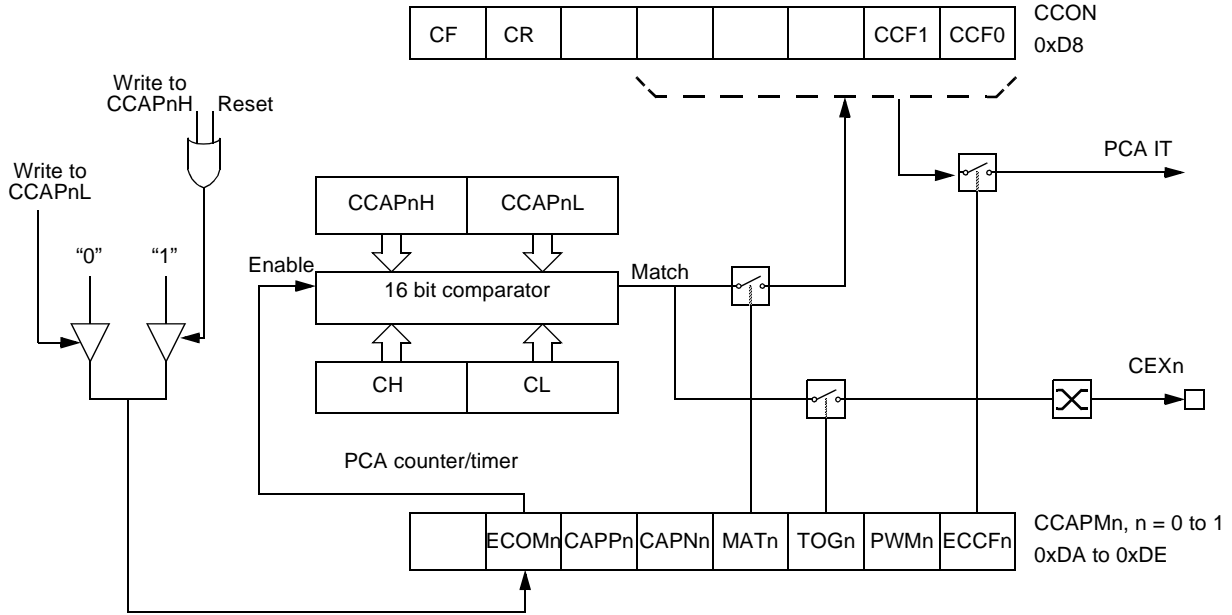 CF CR CCF1 CCF0
CCON
0xD8
Write to
CCAPnH Reset
Write to
CCAPnL
“0” “1”
PCA IT
CCAPnH CCAPnL
Enable
16 bit comparator
Match
CH CL
CEXn
PCA counter/timer
ECOMn CAPPn CAPNn MATn TOGn PWMn ECCFn
CCAPMn, n = 0 to 1
0xDA to 0xDE